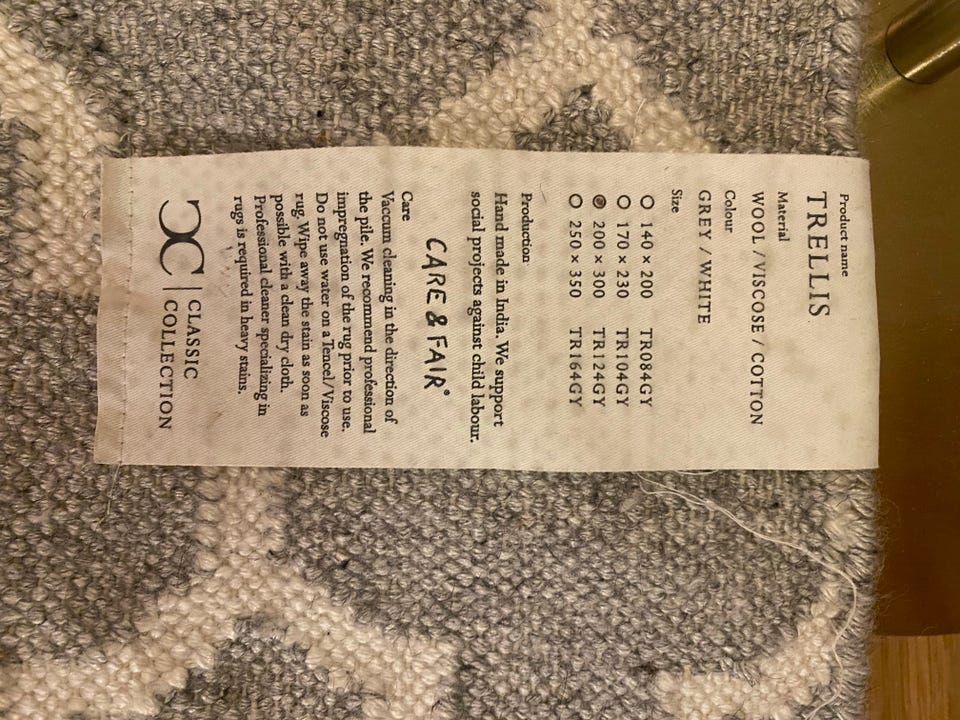 Product name
TRELLIS
Material
WOOL / VISCOSE / COTTON
Colour
GREY / WHITE
Size
140 × 200 TR084GY
170 × 230 TR104GY
200 × 300 TR124GY
250 × 350 TR164GY
Production
Hand made in India. We support
social projects against child labour.
CARE & FAIR®
Care
Vaccum cleaning in the direction of
the pile. We recommend professional
impregnation of the rug prior to use.
Do not use water on a Tencel/Viscose
rug. Wipe away the stain as soon as
possible with a clean dry cloth.
Professional cleaner specializing in
rugs is required in heavy stains.
CC CLASSIC
COLLECTION